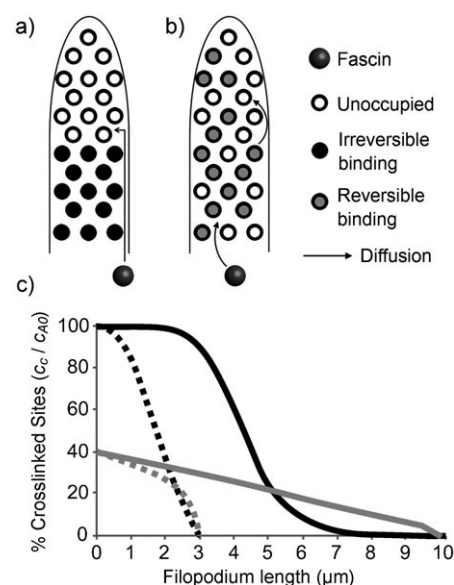 a)
b)
Fascin
Unoccupied
Irreversible
binding
Reversible
binding
Diffusion
c)
% Crosslinked Sites (cc / cA0)
100
80
60
40
20
0
0 1 2 3 4 5 6 7 8 9 10
Filopodium length (µm)